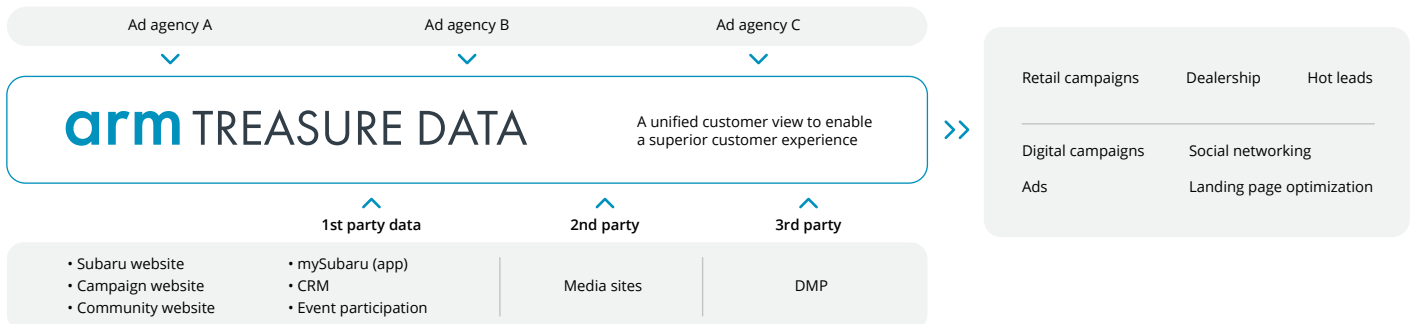 Ad agency A
Ad agency B
Ad agency C
arm TREASURE DATA
A unified customer view to enable
a superior customer experience
Retail campaigns
Dealership
Hot leads
Digital campaigns
Social networking
Ads
Landing page optimization
1st party data
2nd party
3rd party
• Subaru website
• Campaign website
• Community website
• mySubaru (app)
• CRM
• Event participation
Media sites
DMP